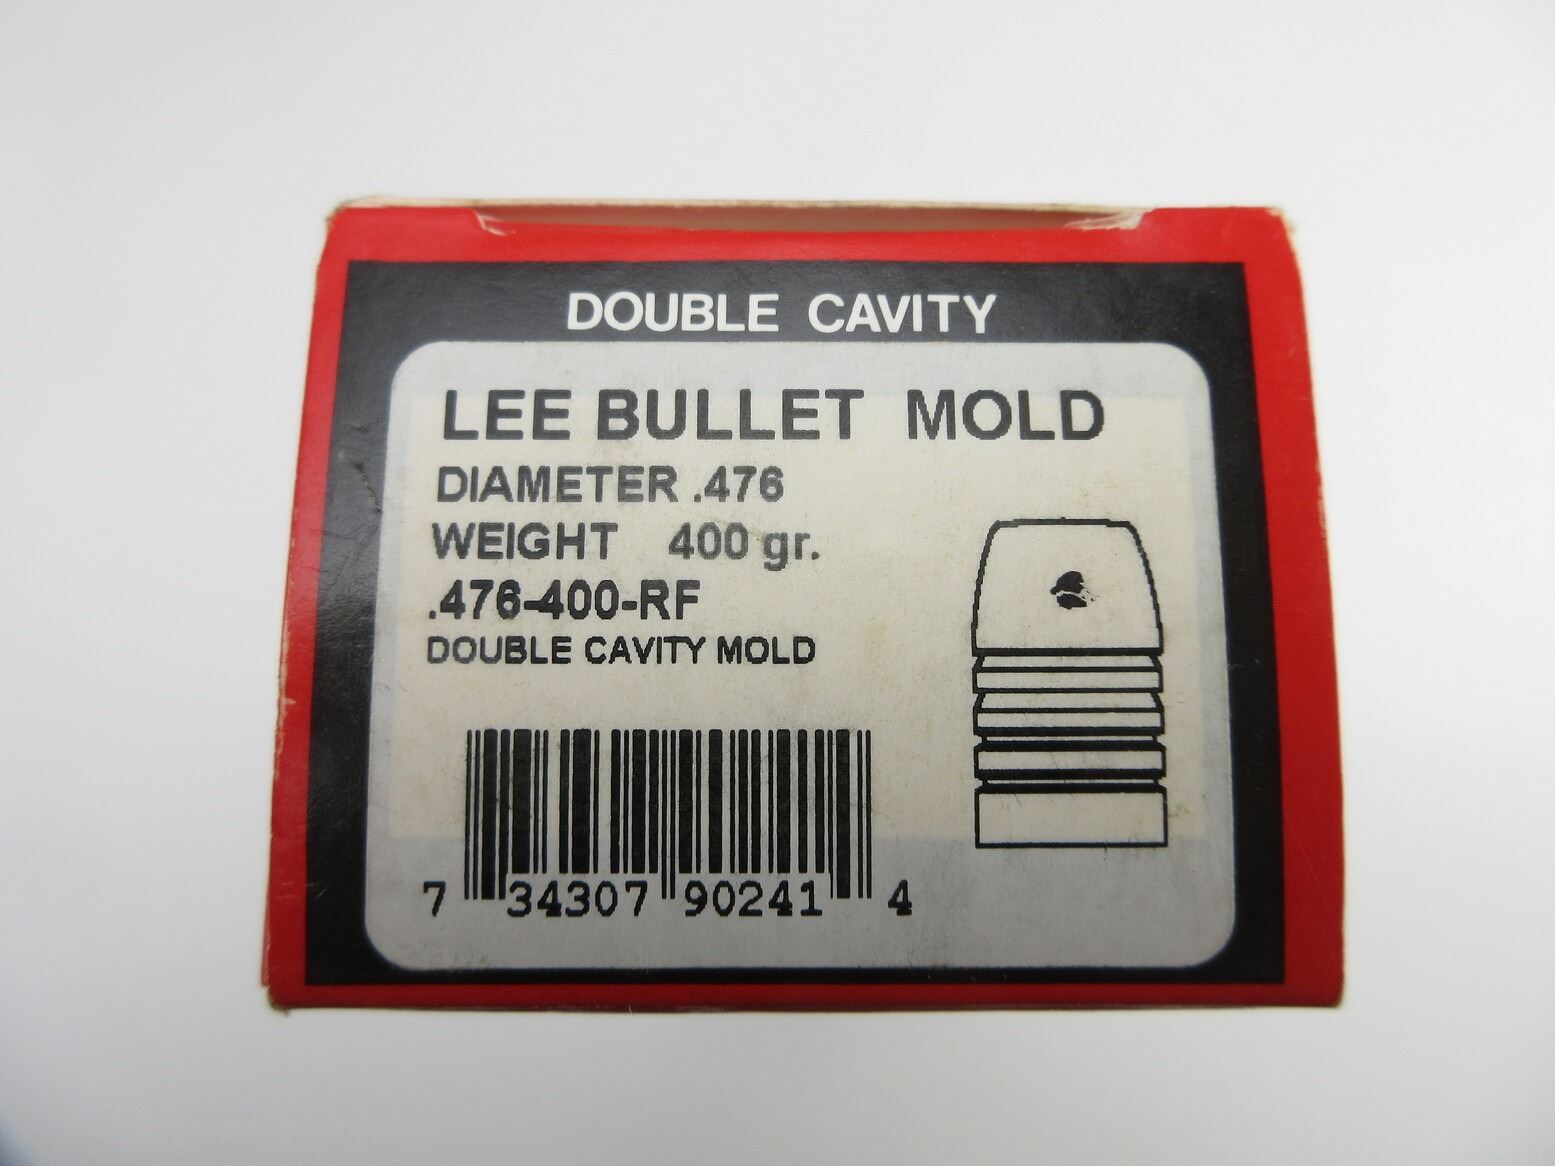 DOUBLE CAVITY
LEE BULLET MOLD
DIAMETER .476
WEIGHT 400 gr.
.476-400-RF
DOUBLE CAVITY MOLD
7 34307 90241 4